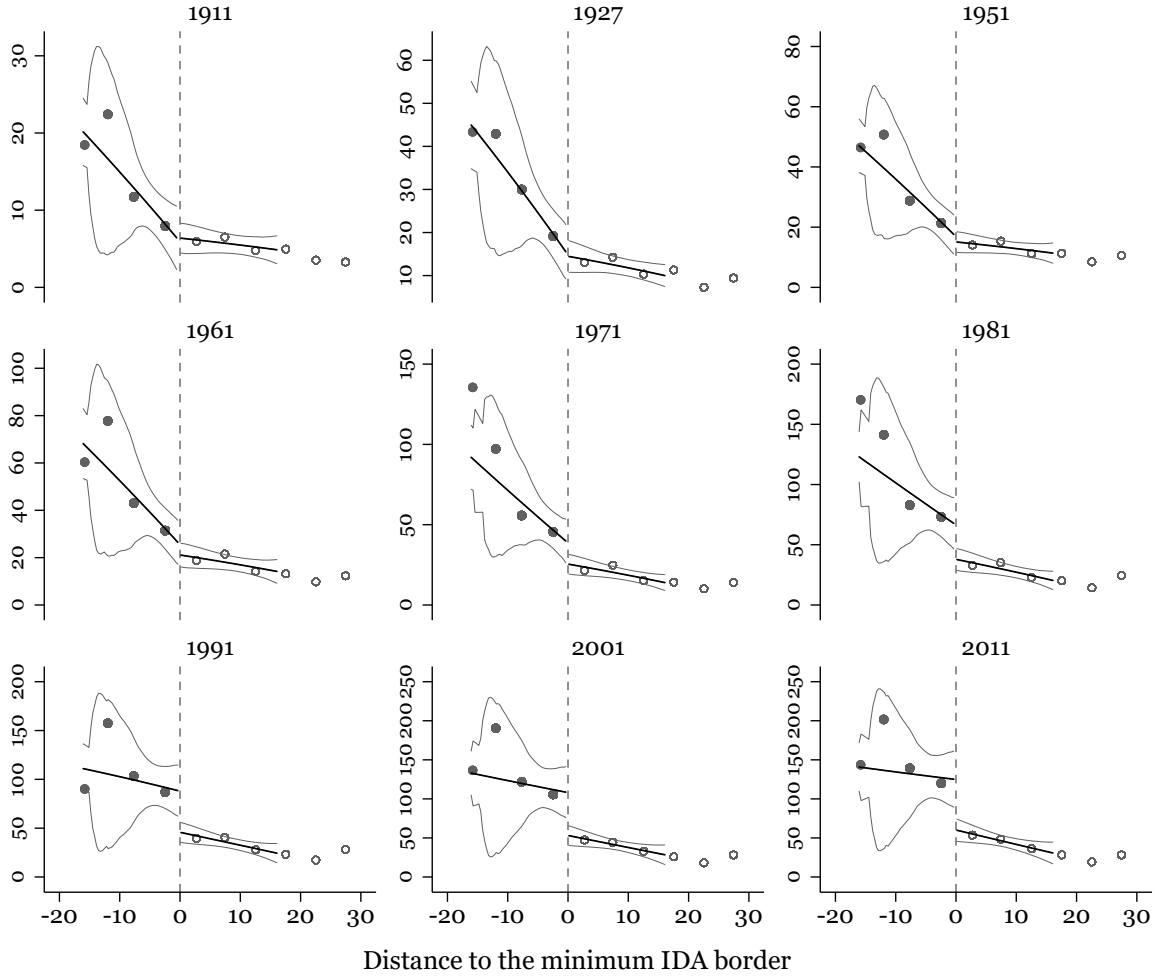 1911 1927 1951
0 10 20 30
10 20 30 40 50 60
0 20 40 60 80
1961 1971 1981
0 20 40 60 80 100
0 50 100 150
0 50 100 150 200
1991 2001 2011
0 50 100 150 200
0 50 100 150 200 250
0 50 100 150 200 250
-20 -10 0 10 20 30 -20 -10 0 10 20 30 -20 -10 0 10 20 30
Distance to the minimum IDA border